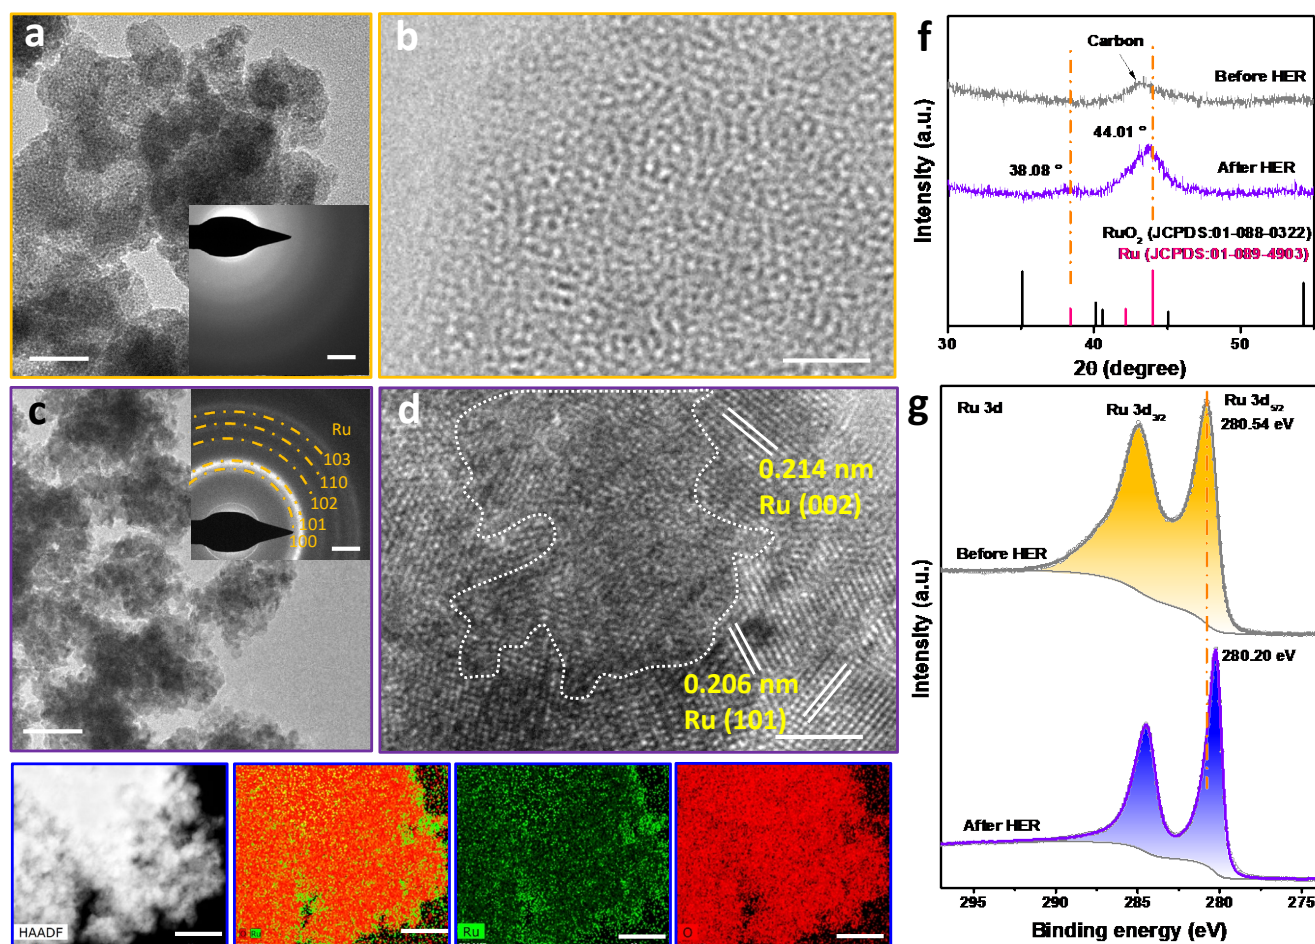 a
b
c
Ru
103
110
102
101
100
d
0.214 nm
Ru (002)
0.206 nm
Ru (101)
HAADF
Ru
Ru
O
f
Intensity (a.u.)
Carbon
Before HER
44.01 °
38.08 °
After HER
RuO₂ (JCPDS:01-088-0322)
Ru (JCPDS:01-089-4903)
30
40
50
2θ (degree)
g
Intensity (a.u.)
Ru 3d
Ru 3d₃/₂
Ru 3d₅/₂
280.54 eV
Before HER
280.20 eV
After HER
295
290
285
280
275
Binding energy (eV)